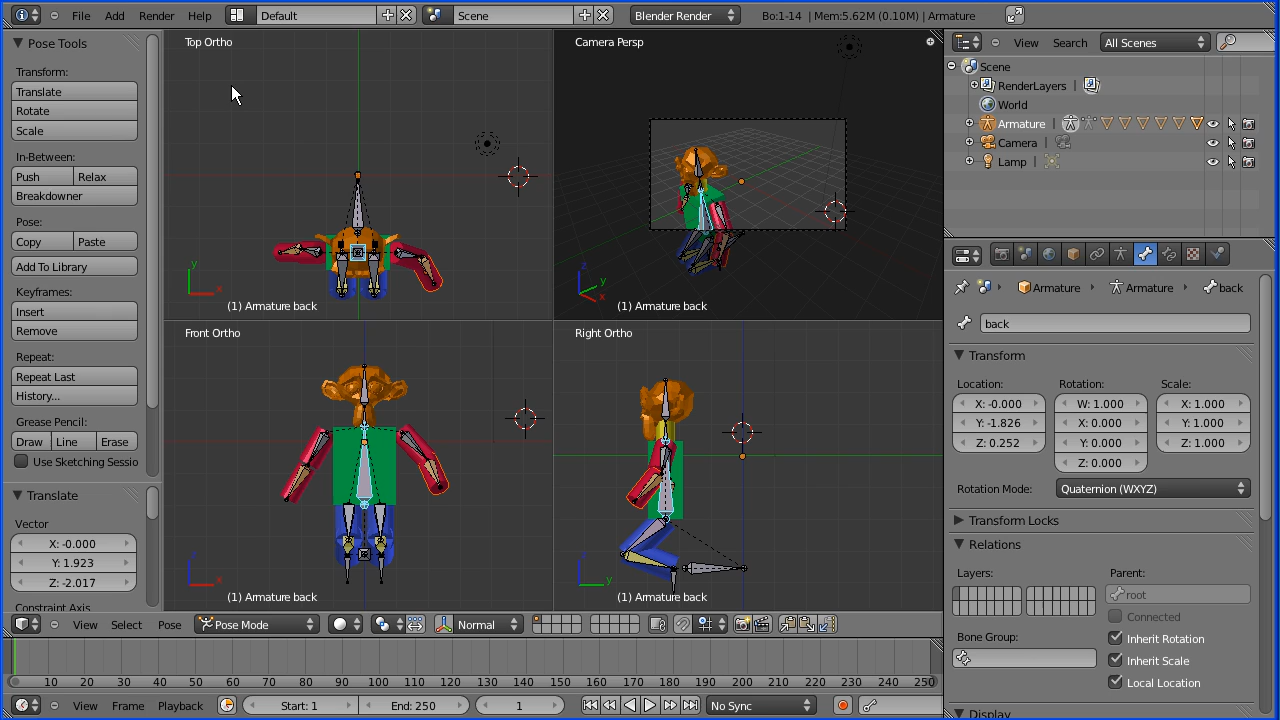 File Add Render Help Default Scene Blender Render Bo:1-14 | Mem:5.62M (0.10M) | Armature
Pose Tools
Transform:
Translate
Rotate
Scale
In-Between:
Push Relax
Breakdowner
Pose:
Copy Paste
Add To Library
Keyframes:
Insert
Remove
Repeat:
Repeat Last
History...
Grease Pencil:
Draw Line Erase
Use Sketching Sessio
Translate
Vector
X: -0.000
Y: 1.923
Z: -2.017
Constraint Axis
Top Ortho
y
x
(1) Armature back
Camera Persp
z
y
x
(1) Armature back
Front Ortho
z
x
(1) Armature back
Right Ortho
z
y
(1) Armature back
View Select Pose Pose Mode Normal
10 20 30 40 50 60 70 80 90 100 110 120 130 140 150 160 170 180 190 200 210 220 230 240 250
View Frame Playback Start: 1 End: 250 1 No Sync
View Search All Scenes
Scene
RenderLayers |
World
Armature |
Camera |
Lamp |
Armature Armature back
back
Transform
Location: Rotation: Scale:
X: -0.000 W: 1.000 X: 1.000
Y: -1.826 X: 0.000 Y: 1.000
Z: 0.252 Y: 0.000 Z: 1.000
Z: 0.000
Rotation Mode: Quaternion (WXYZ)
Transform Locks
Relations
Layers: Parent:
root
Connected
Bone Group: Inherit Rotation
Inherit Scale
Local Location
Display